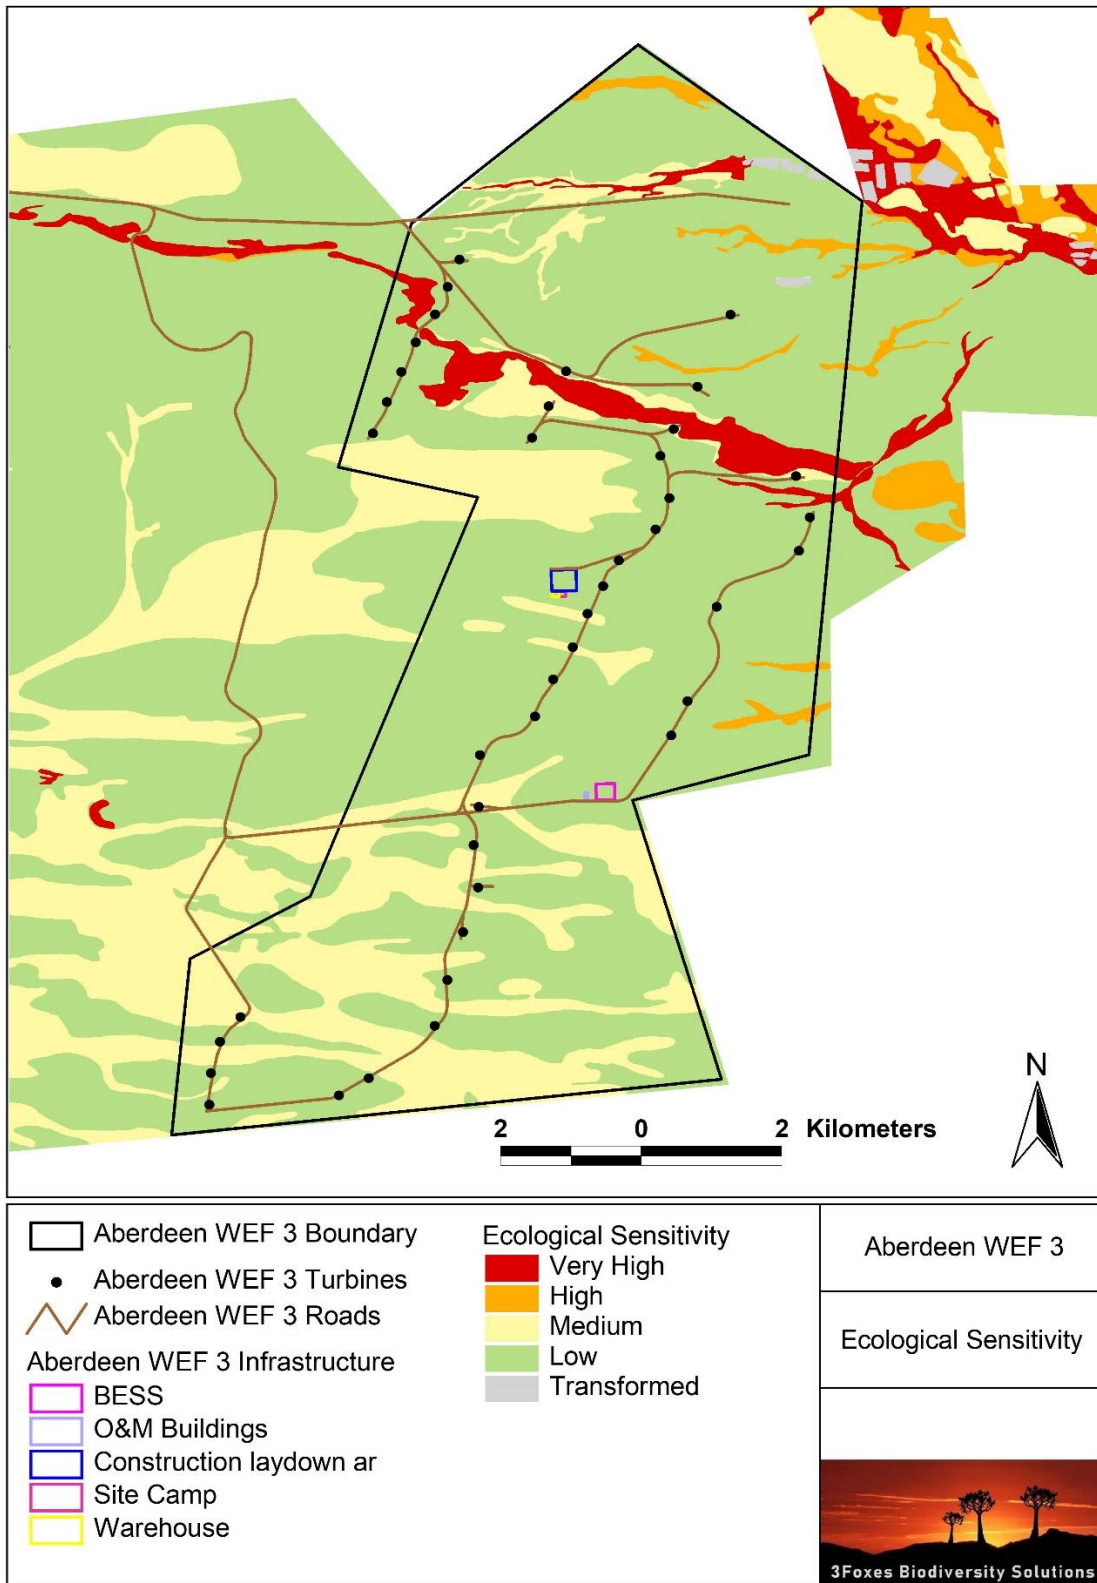 N
2 0 2 Kilometers
Aberdeen WEF 3 Boundary
Aberdeen WEF 3 Turbines
Aberdeen WEF 3 Roads
Aberdeen WEF 3 Infrastructure
BESS
O&M Buildings
Construction laydown ar
Site Camp
Warehouse
Ecological Sensitivity
Very High
High
Medium
Low
Transformed
Aberdeen WEF 3
Ecological Sensitivity
3Foxes Biodiversity Solutions